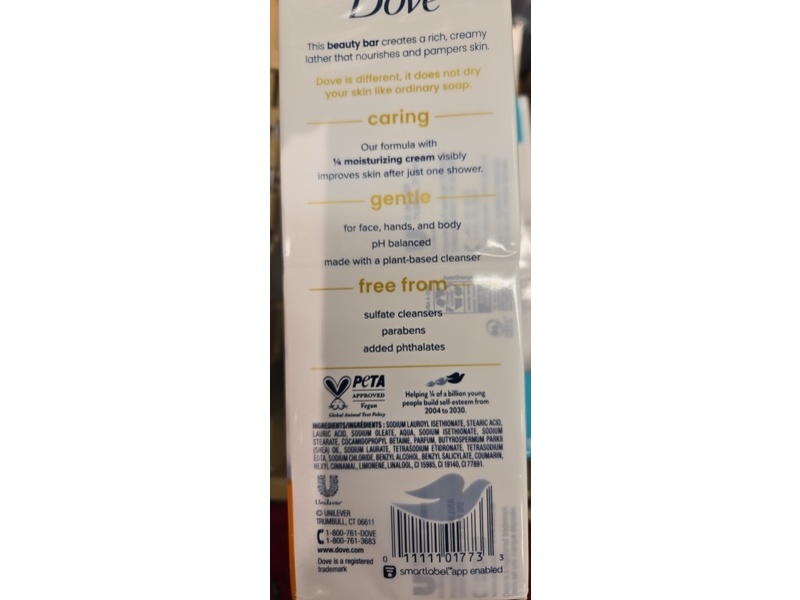 Dove
This beauty bar creates a rich, creamy
lather that nourishes and pampers skin.
Dove is different, it does not dry
your skin like ordinary soap.
caring
Our formula with
¼ moisturizing cream visibly
improves skin after just one shower.
gentle
for face, hands, and body
pH balanced
made with a plant-based cleanser
free from
sulfate cleansers
parabens
added phthalates
PeTA
APPROVED
Vegan
Global Animal Test Policy
Helping ¼ of a billion young
people build self-esteem from
2004 to 2030.
INGREDIENTS/INGRÉDIENTS: SODIUM LAUROYL ISETHIONATE, STEARIC ACID,
LAURIC ACID, SODIUM OLEATE, AQUA, SODIUM ISETHIONATE, SODIUM
STEARATE, COCAMIDOPROPYL BETAINE, PARFUM, BUTYROSPERMUM PARKII
(SHEA) OIL, SODIUM LAURATE, TETRASODIUM ETIDRONATE, TETRASODIUM
EDTA, SODIUM CHLORIDE, BENZYL ALCOHOL, BENZYL SALICYLATE, COUMARIN,
HEXYL CINNAMAL, LIMONENE, LINALOOL, CI 15985, CI 19140, CI 77891.
Unilever
© UNILEVER
TRUMBULL, CT 06611
1-800-761-DOVE
1-800-761-3683
www.dove.com
Dove is a registered
trademark
0 11111 01773 3
smartlabel™ app enabled